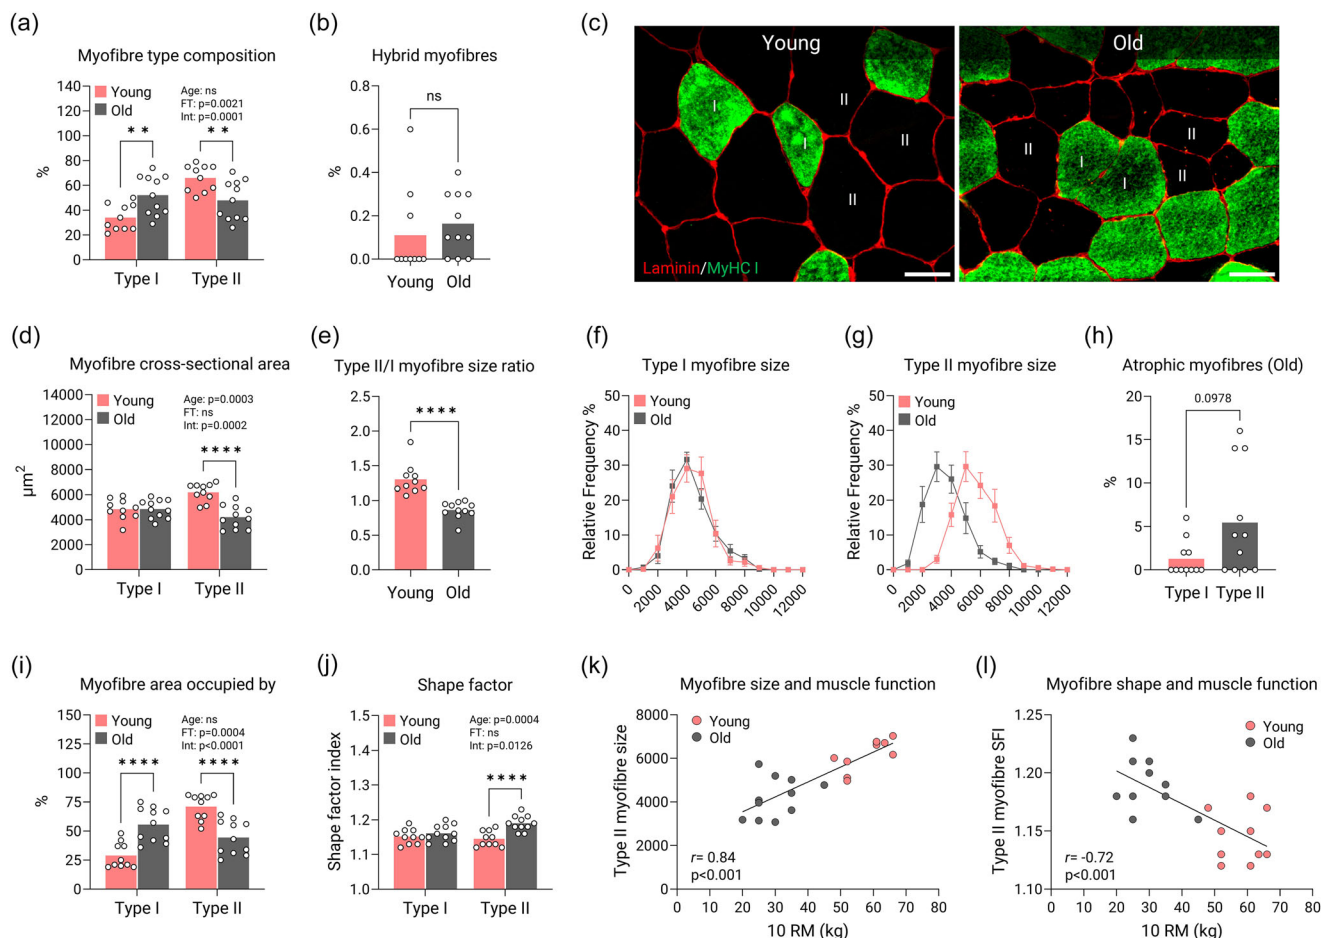 (a)
Myofibre type composition
140
120
100
80
60
40
20
0
%
Young
Old
Age: ns
FT: p=0.0021
Int: p=0.0001
**
**
Type I
Type II
(b)
Hybrid myofibres
0.8
0.6
0.4
0.2
0.0
%
ns
Young
Old
(c)
Young
Old
I
I
II
II
II
Laminin/MyHC I
II
II
II
I
I
(d)
Myofibre cross-sectional area
14000
12000
10000
8000
6000
4000
2000
0
µm2
Young
Old
Age: p=0.0003
FT: ns
Int: p=0.0002
****
Type I
Type II
(e)
Type II/I myofibre size ratio
2.5
2.0
1.5
1.0
0.5
0.0
****
Young
Old
(f)
Type I myofibre size
Relative Frequency %
50
40
30
20
10
0
Young
Old
0
2000
4000
6000
8000
10000
12000
(g)
Type II myofibre size
Relative Frequency %
50
40
30
20
10
0
Young
Old
0
2000
4000
6000
8000
10000
12000
(h)
Atrophic myofibres (Old)
20
15
10
5
0
%
0.0978
Type I
Type II
(i)
Myofibre area occupied by
150
125
100
75
50
25
0
%
Young
Old
Age: ns
FT: p=0.0004
Int: p<0.0001
****
****
Type I
Type II
(j)
Shape factor
Shape factor index
1.5
1.4
1.3
1.2
1.1
1.0
Young
Old
Age: p=0.0004
FT: ns
Int: p=0.0126
****
Type I
Type II
(k)
Myofibre size and muscle function
Type II myofibre size
8000
6000
4000
2000
0
Young
Old
r= 0.84
p<0.001
0
10
20
30
40
50
60
70
80
10 RM (kg)
(l)
Myofibre shape and muscle function
Type II myofibre SFI
1.25
1.20
1.15
1.10
Young
Old
r= -0.72
p<0.001
0
10
20
30
40
50
60
70
80
10 RM (kg)